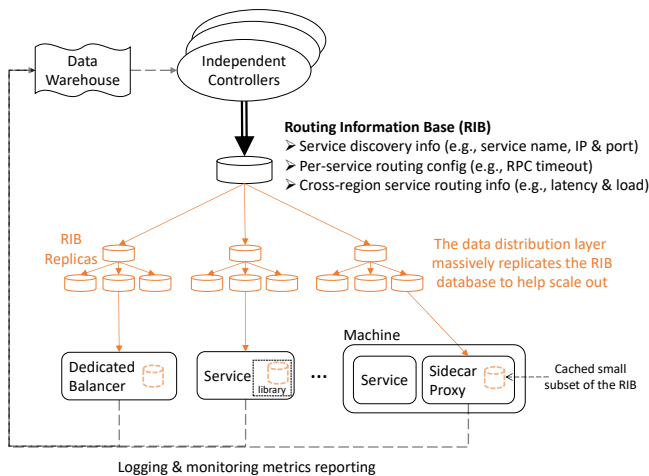 Data
Warehouse
Independent
Controllers
Routing Information Base (RIB)
➢ Service discovery info (e.g., service name, IP & port)
➢ Per-service routing config (e.g., RPC timeout)
➢ Cross-region service routing info (e.g., latency & load)
RIB
Replicas
The data distribution layer
massively replicates the RIB
database to help scale out
Machine
Dedicated
Balancer
Service
library
...
Service
Sidecar
Proxy
Cached small
subset of the RIB
Logging & monitoring metrics reporting